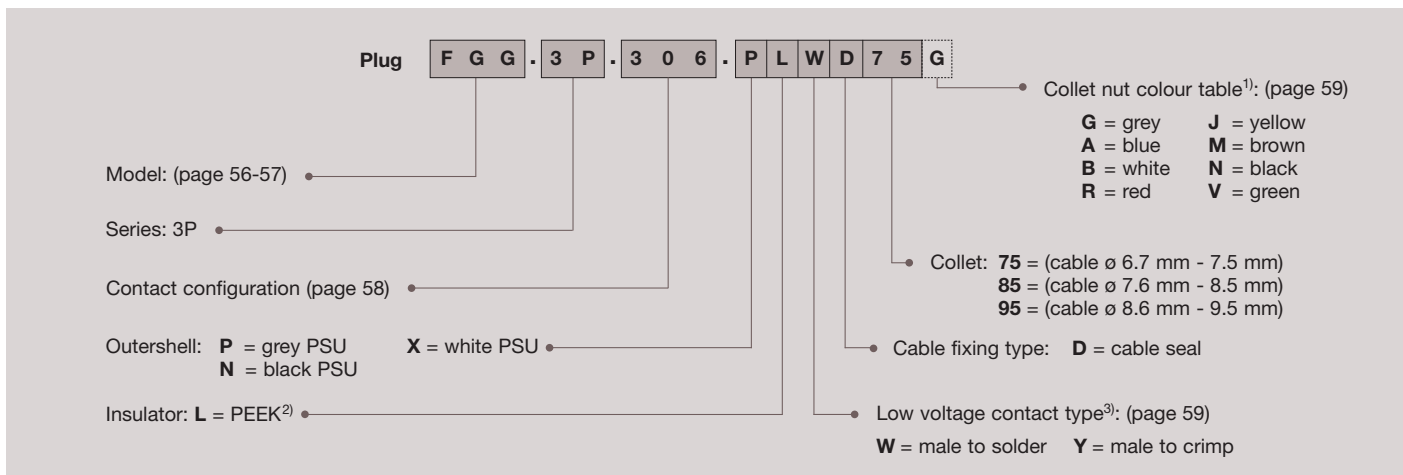 Plug F G G . 3 P . 3 0 6 . P L W D 7 5 G
Collet nut colour table1): (page 59)
G = grey J = yellow
A = blue M = brown
B = white N = black
R = red V = green
Model: (page 56-57)
Series: 3P
Contact configuration (page 58)
Collet: 75 = (cable ø 6.7 mm - 7.5 mm)
85 = (cable ø 7.6 mm - 8.5 mm)
95 = (cable ø 8.6 mm - 9.5 mm)
Outershell: P = grey PSU X = white PSU
N = black PSU
Cable fixing type: D = cable seal
Insulator: L = PEEK2)
Low voltage contact type3): (page 59)
W = male to solder Y = male to crimp